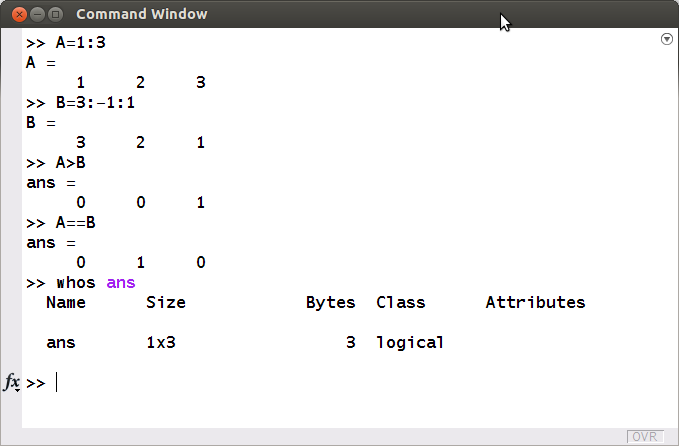 Command Window
>> A=1:3
A =
     1     2     3
>> B=3:-1:1
B =
     3     2     1
>> A>B
ans =
     0     0     1
>> A==B
ans =
     0     1     0
>> whos ans
  Name      Size            Bytes  Class      Attributes
  ans       1x3                 3  logical
fx >>
OVR